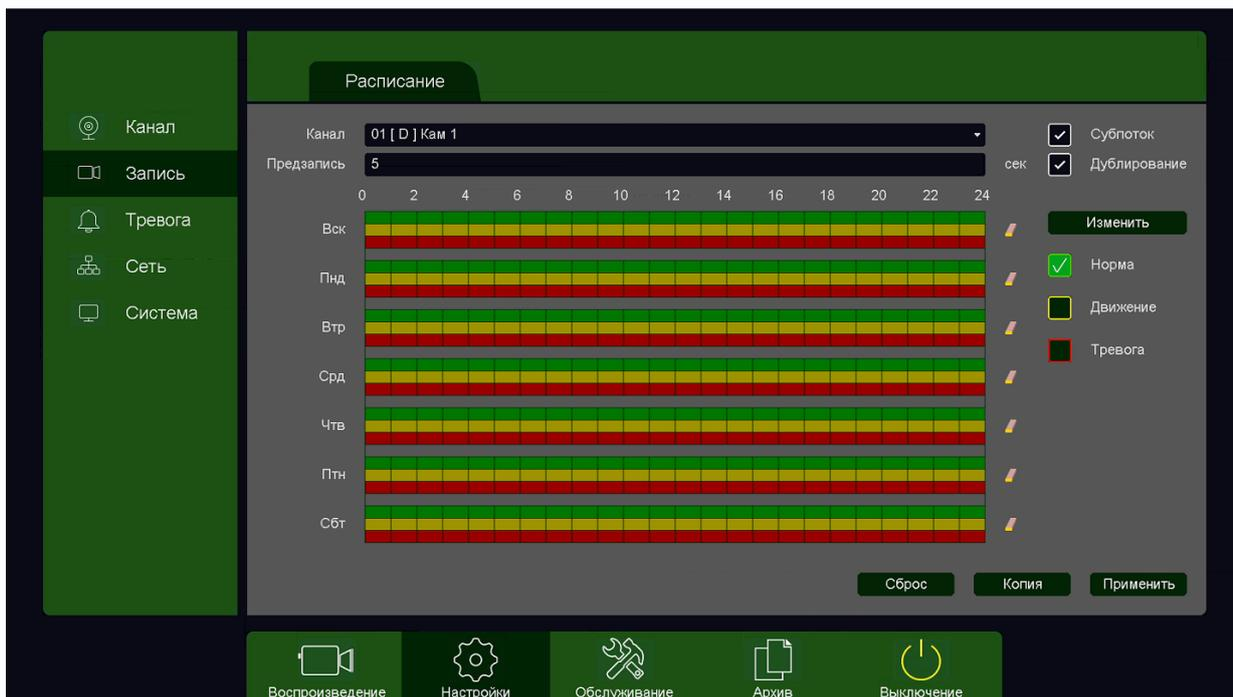 Расписание
Канал
Запись
Тревога
Сеть
Система
Канал 01 [ D ] Кам 1 Субпоток
Предзапись 5 сек Дублирование
0 2 4 6 8 10 12 14 16 18 20 22 24
Вск Изменить
Пнд Норма
Втр Движение
Срд Тревога
Чтв
Птн
Сбт
Сброс Копия Применить
Воспроизведение Настройки Обслуживание Архив Выключение